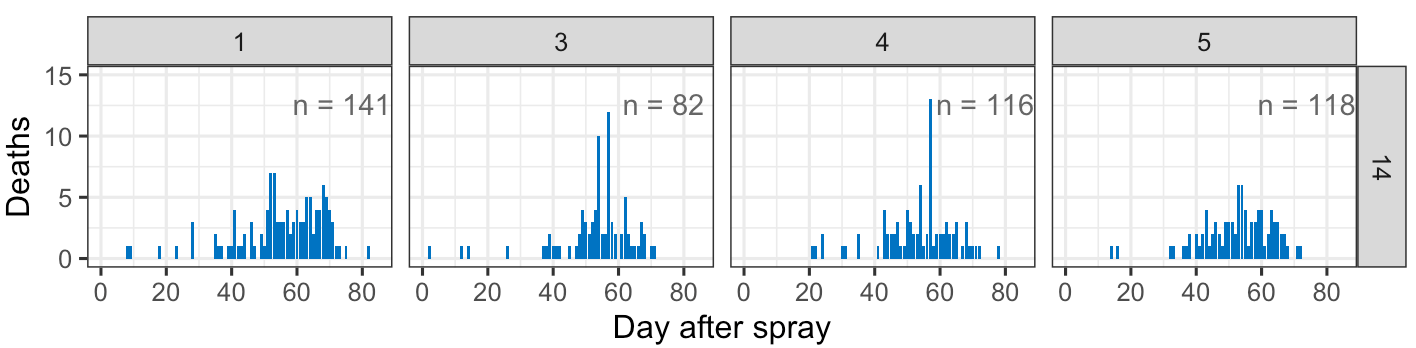 1 3 4 5
15
10
5
0
Deaths
n = 141 n = 82 n = 116 n = 118
14
0 20 40 60 80 0 20 40 60 80 0 20 40 60 80 0 20 40 60 80
Day after spray